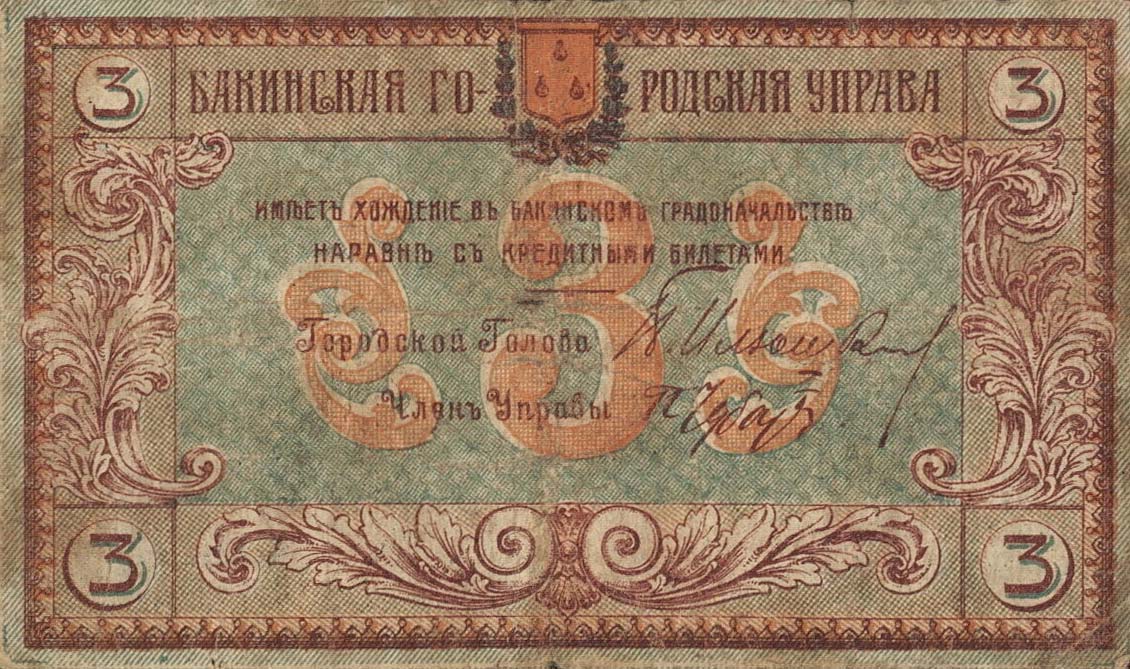 3 БАКИНСКАЯ ГО- РОДСКАЯ УПРАВА 3
ИМѢЕТЪ ХОЖДЕНІЕ ВЪ БАКИНСКОМЪ ГРАДОНАЧАЛЬСТВѢ
НАРАВНѢ СЪ КРЕДИТНЫМИ БИЛЕТАМИ
3
Городской Голова
Членъ Управы
3 3